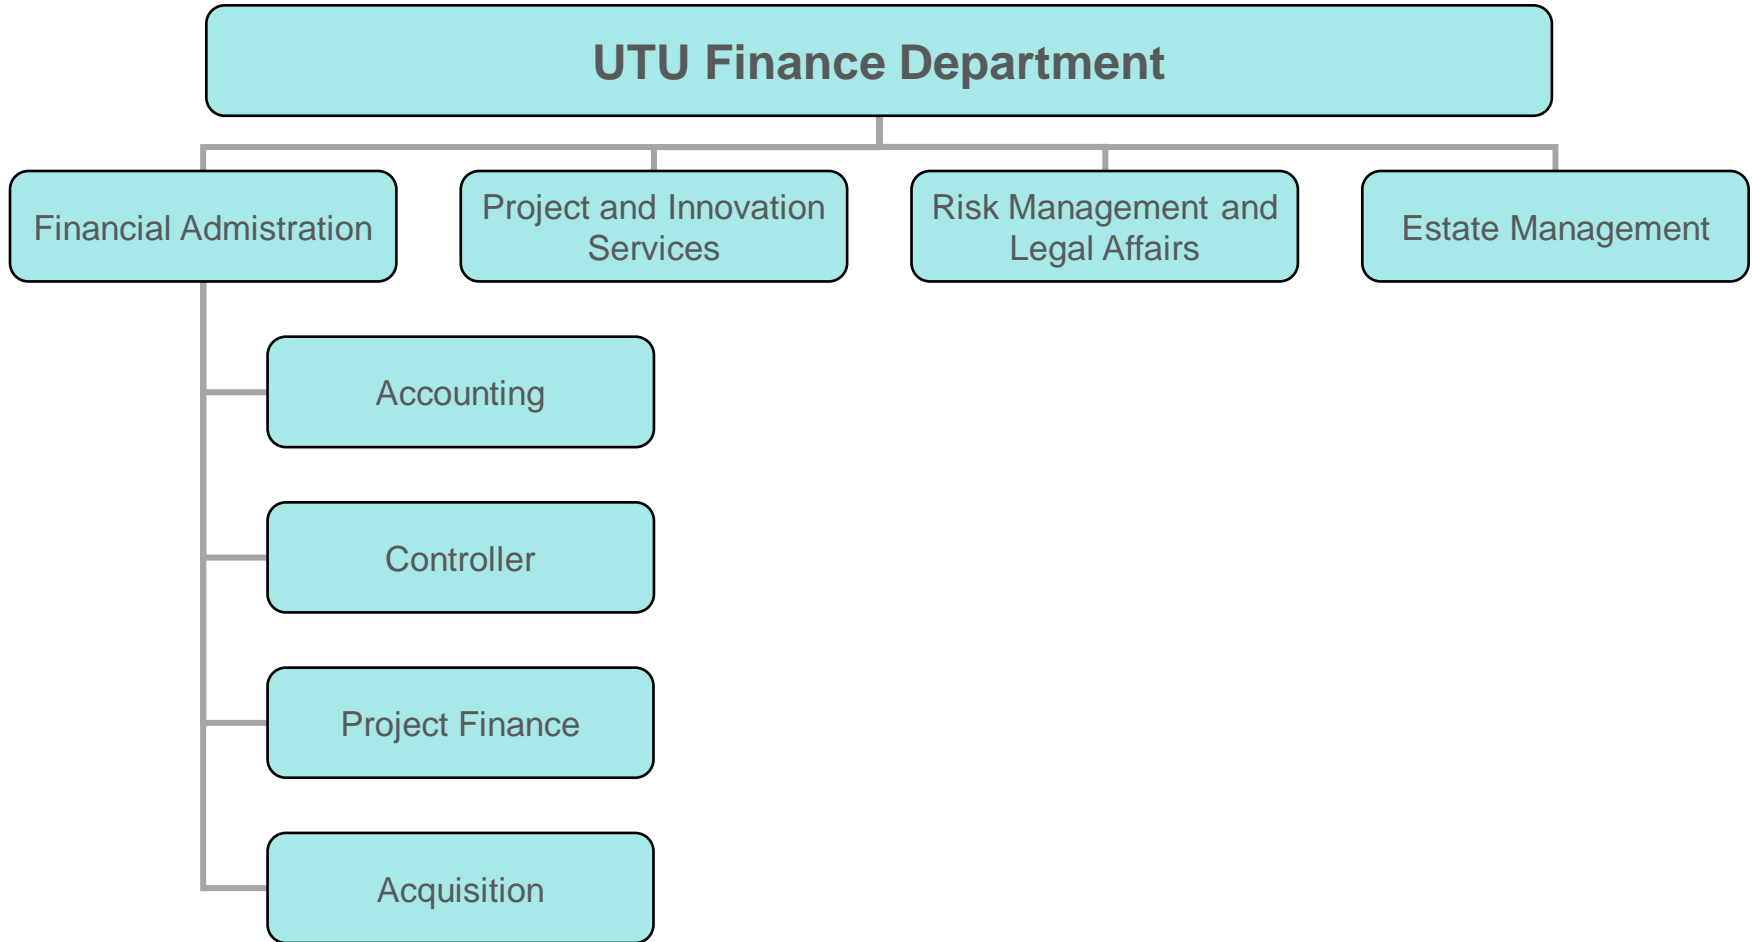 UTU Finance Department
Financial Admistration
Project and Innovation
Services
Risk Management and
Legal Affairs
Estate Management
Accounting
Controller
Project Finance
Acquisition